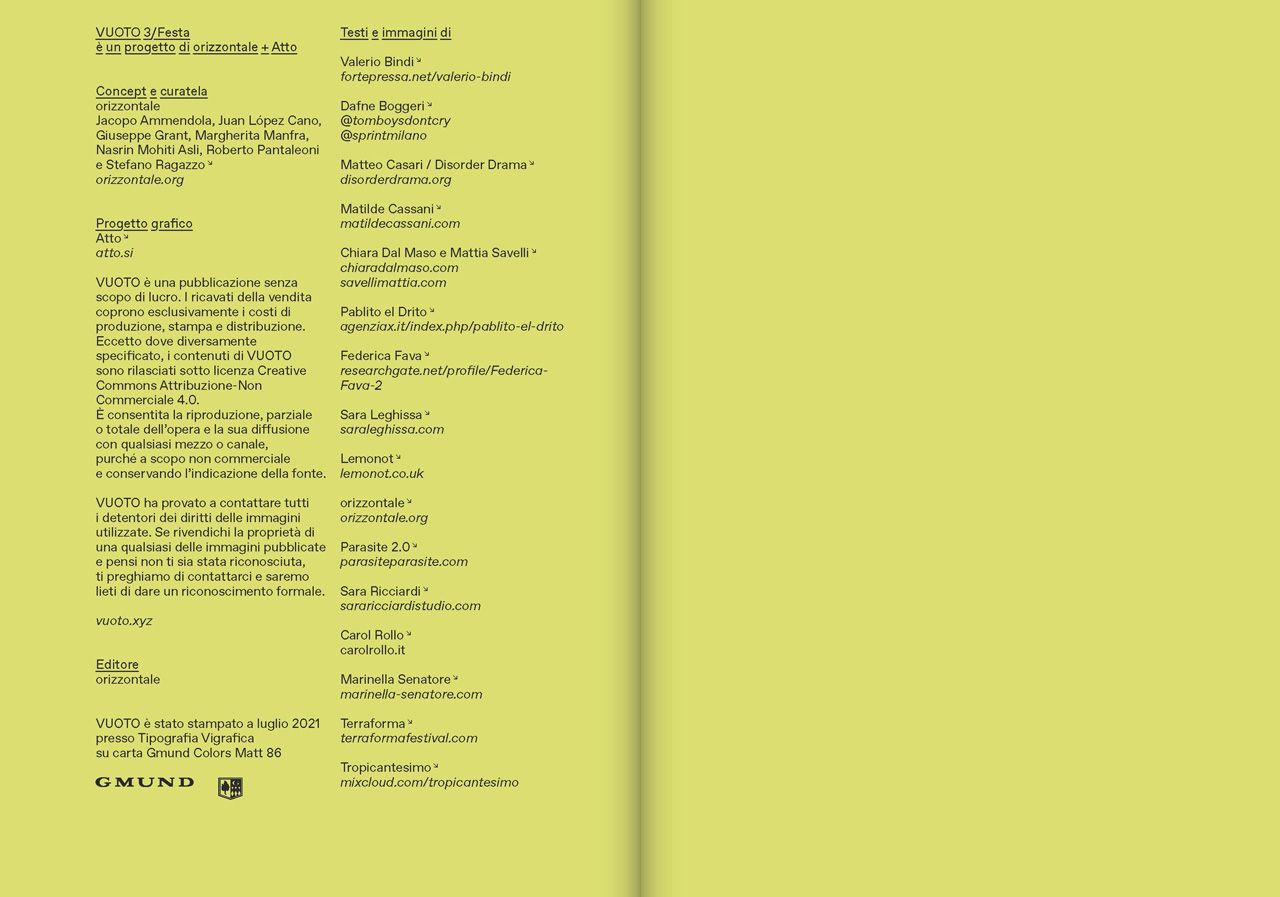 VUOTO 3/Festa
è un progetto di orizzontale + Atto
Concept e curatela
orizzontale
Jacopo Ammendola, Juan López Cano,
Giuseppe Grant, Margherita Manfra,
Nasrin Mohiti Asli, Roberto Pantaleoni
e Stefano Ragazzo↘
orizzontale.org
Progetto grafico
Atto↘
atto.si
VUOTO è una pubblicazione senza
scopo di lucro. I ricavati della vendita
coprono esclusivamente i costi di
produzione, stampa e distribuzione.
Eccetto dove diversamente
specificato, i contenuti di VUOTO
sono rilasciati sotto licenza Creative
Commons Attribuzione-Non
Commerciale 4.0.
È consentita la riproduzione, parziale
o totale dell’opera e la sua diffusione
con qualsiasi mezzo o canale,
purché a scopo non commerciale
e conservando l’indicazione della fonte.
VUOTO ha provato a contattare tutti
i detentori dei diritti delle immagini
utilizzate. Se rivendichi la proprietà di
una qualsiasi delle immagini pubblicate
e pensi non ti sia stata riconosciuta,
ti preghiamo di contattarci e saremo
lieti di dare un riconoscimento formale.
vuoto.xyz
Editore
orizzontale
VUOTO è stato stampato a luglio 2021
presso Tipografia Vigrafica
su carta Gmund Colors Matt 86
GMUND
Testi e immagini di
Valerio Bindi↘
fortepressa.net/valerio-bindi
Dafne Boggeri↘
@tomboysdontcry
@sprintmilano
Matteo Casari / Disorder Drama↘
disorderdrama.org
Matilde Cassani↘
matildecassani.com
Chiara Dal Maso e Mattia Savelli↘
chiaradalmaso.com
savellimattia.com
Pablito el Drito↘
agenziax.it/index.php/pablito-el-drito
Federica Fava↘
researchgate.net/profile/Federica-
Fava-2
Sara Leghissa↘
saraleghissa.com
Lemonot↘
lemonot.co.uk
orizzontale↘
orizzontale.org
Parasite 2.0↘
parasiteparasite.com
Sara Ricciardi↘
sararicciardistudio.com
Carol Rollo↘
carolrollo.it
Marinella Senatore↘
marinella-senatore.com
Terraforma↘
terraformafestival.com
Tropicantesimo↘
mixcloud.com/tropicantesimo